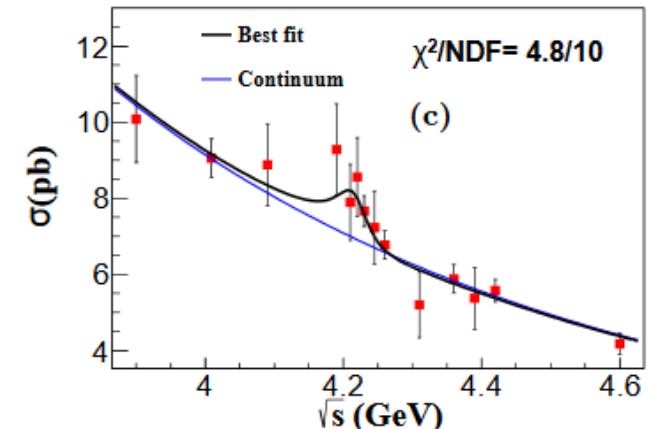 12
10
8
6
4
σ(pb)
Best fit
Continuum
χ²/NDF= 4.8/10
(c)
4 4.2 4.4 4.6
√s (GeV)